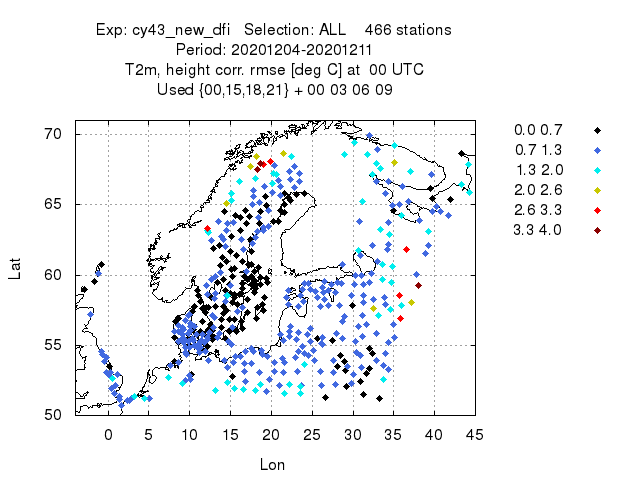 Exp: cy43_new_dfi Selection: ALL 466 stations
Period: 20201204-20201211
T2m, height corr. rmse [deg C] at 00 UTC
Used {00,15,18,21} + 00 03 06 09
70
65
60
55
50
Lat
0 5 10 15 20 25 30 35 40 45
Lon
0.0 0.7
0.7 1.3
1.3 2.0
2.0 2.6
2.6 3.3
3.3 4.0